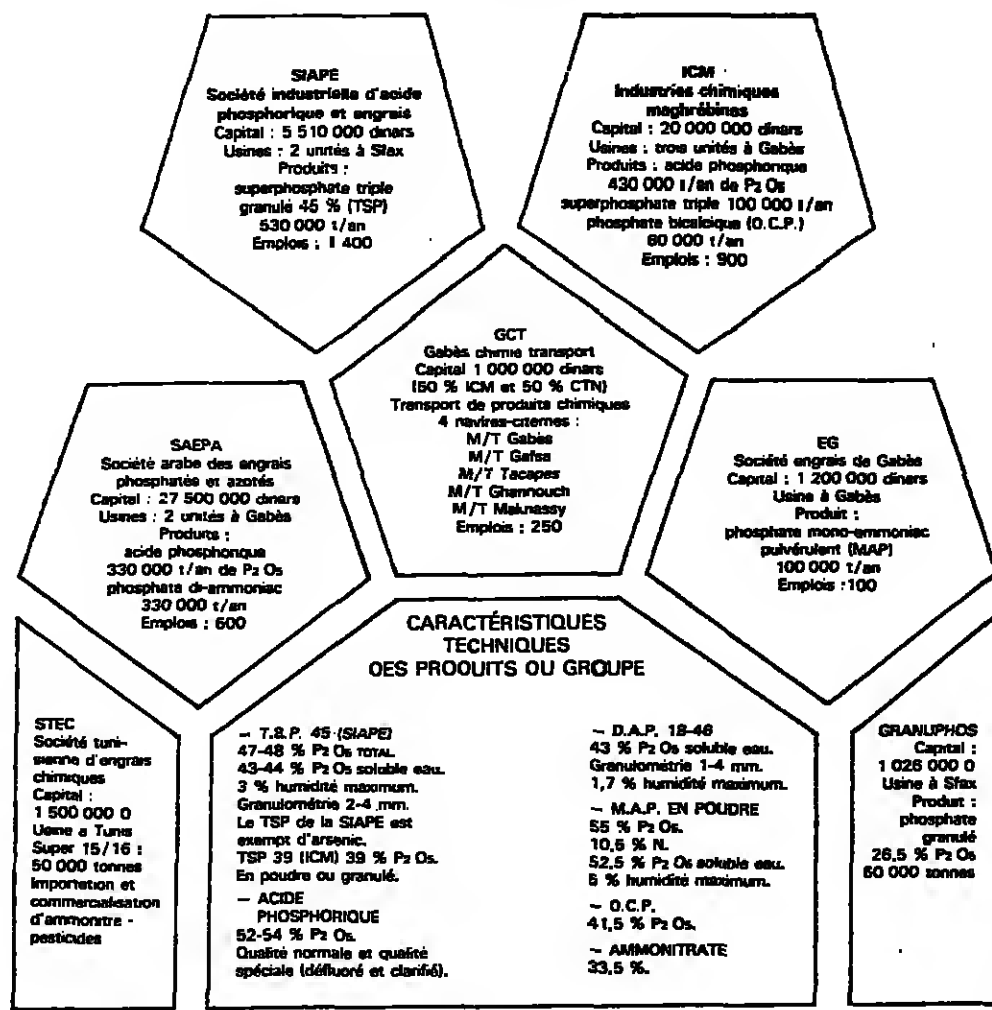 SIAPE
Société industrielle d'acide
phosphorique et engrais
Capital : 5 510 000 dinars
Usines : 2 unités à Sfax
Produits :
superphosphate triple
granulé 45 % (TSP)
530 000 t/an
Emplois : 1 400
ICM
Industries chimiques
maghrébines
Capital : 20 000 000 dinars
Usines : trois unités à Gabès
Produits : acide phosphorique
430 000 t/an de P2 O5
superphosphate triple 100 000 t/an
phosphate bicalcique (O.C.P.)
60 000 t/an
Emplois : 900
GCT
Gabès chimie transport
Capital 1 000 000 dinars
(50 % ICM et 50 % CTN)
Transport de produits chimiques
4 navires-citernes :
M/T Gabès
M/T Gafsa
M/T Tacapes
M/T Ghannouch
M/T Maknassy
Emplois : 250
SAEPA
Société arabe des engrais
phosphatés et azotés
Capital : 27 500 000 dinars
Usines : 2 unités à Gabès
Produits :
acide phosphorique
330 000 t/an de P2 O5
phosphate di-ammoniac
330 000 t/an
Emplois : 600
EG
Société engrais de Gabès
Capital : 1 200 000 dinars
Usine à Gabès
Produit :
phosphate mono-ammoniac
pulvérulent (MAP)
100 000 t/an
Emplois : 100
STEC
Société tuni-
sienne d'engrais
chimiques
Capital :
1 500 000 D
Usine a Tunis
Super 15/16 :
50 000 tonnes
Importation et
commercialisation
d'ammonitre -
pesticides
CARACTÉRISTIQUES
TECHNIQUES
OES PRODUITS OU GROUPE
– T.S.P. 45 (SIAPE)
47-48 % P2 O5 TOTAL.
43-44 % P2 O5 soluble eau.
3 % humidité maximum.
Granulométrie 2-4 mm.
Le TSP de la SIAPE est
exempt d'arsenic.
TSP 39 (ICM) 39 % P2 O5.
En poudre ou granulé.
– ACIDE
PHOSPHORIQUE
52-54 % P2 O5.
Qualité normale et qualité
spéciale (défluoré et clarifié).
– D.A.P. 18-46
43 % P2 O5 soluble eau.
Granulométrie 1-4 mm.
1,7 % humidité maximum.
– M.A.P. EN POUDRE
55 % P2 O5.
10,5 % N.
52,5 % P2 O5 soluble eau.
6 % humidité maximum.
– O.C.P.
41,5 % P2 O5.
– AMMONITRATE
33,5 %.
GRANUPHOS
Capital :
1 026 000 D
Usine à Sfax
Produit :
phosphate
granulé
26,5 % P2 O5
60 000 tonnes